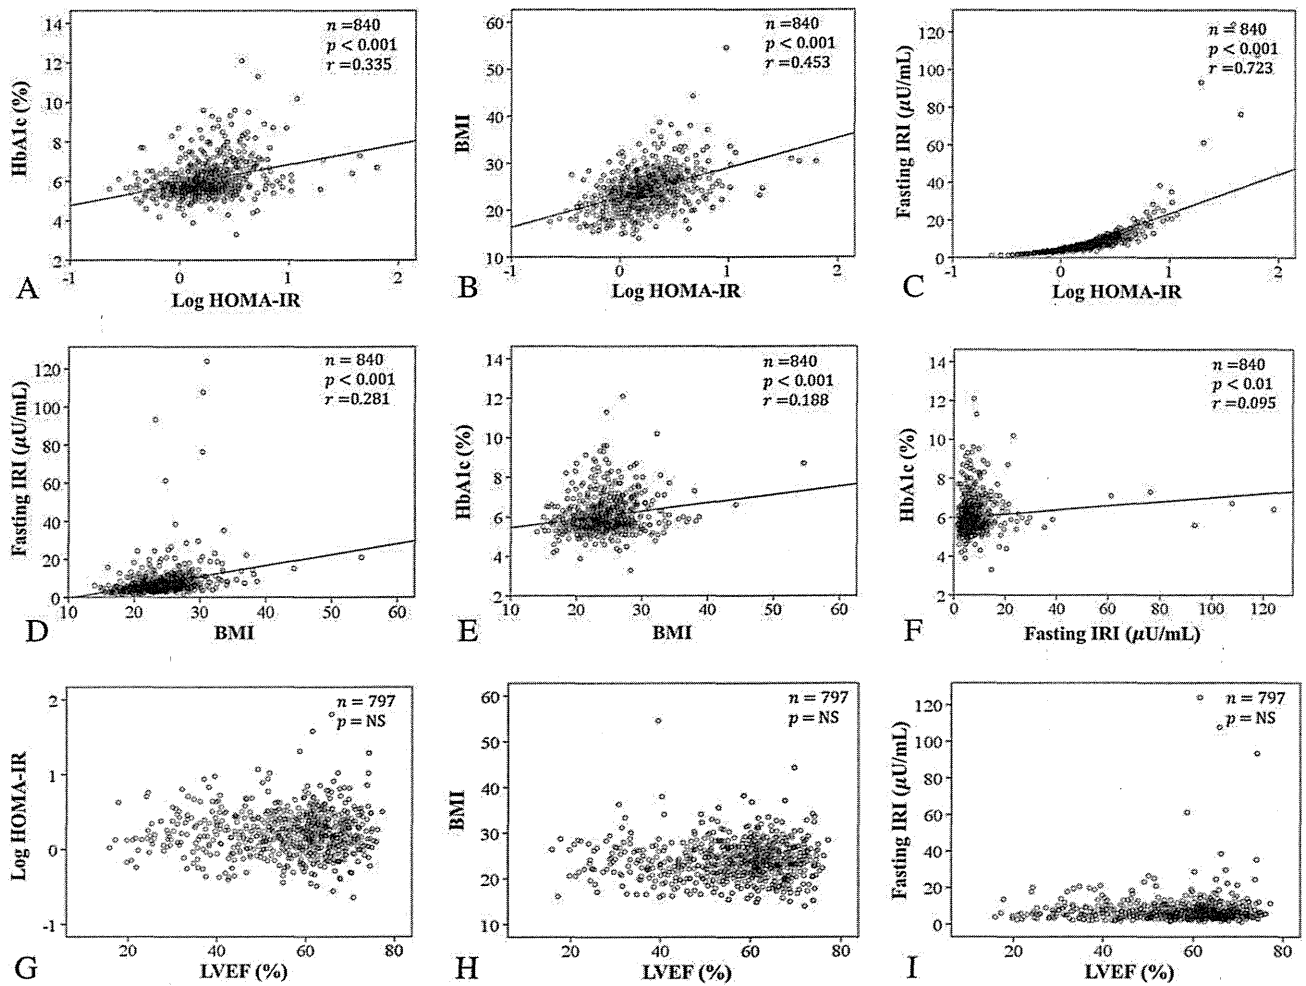 n =840
p < 0.001
r =0.335
HbA1c (%)
14
12
10
8
6
4
2
-1 0 1 2
A
Log HOMA-IR
n =840
p < 0.001
r =0.453
BMI
60
50
40
30
20
10
-1 0 1 2
B
Log HOMA-IR
n = 840
p < 0.001
r =0.723
Fasting IRI (μU/mL)
120
100
80
60
40
20
0
-1 0 1 2
C
Log HOMA-IR
n = 840
p < 0.001
r =0.281
Fasting IRI (μU/mL)
120
100
80
60
40
20
0
10 20 30 40 50 60
D
BMI
n =840
p < 0.001
r =0.188
HbA1c (%)
14
12
10
8
6
4
2
10 20 30 40 50 60
E
BMI
n =840
p < 0.01
r =0.095
HbA1c (%)
14
12
10
8
6
4
2
0 20 40 60 80 100 120
F
Fasting IRI (μU/mL)
n = 797
p = NS
Log HOMA-IR
2
1
0
-1
20 40 60 80
G
LVEF (%)
n = 797
p = NS
BMI
60
50
40
30
20
10
20 40 60 80
H
LVEF (%)
n = 797
p = NS
Fasting IRI (μU/mL)
120
100
80
60
40
20
0
20 40 60 80
I
LVEF (%)